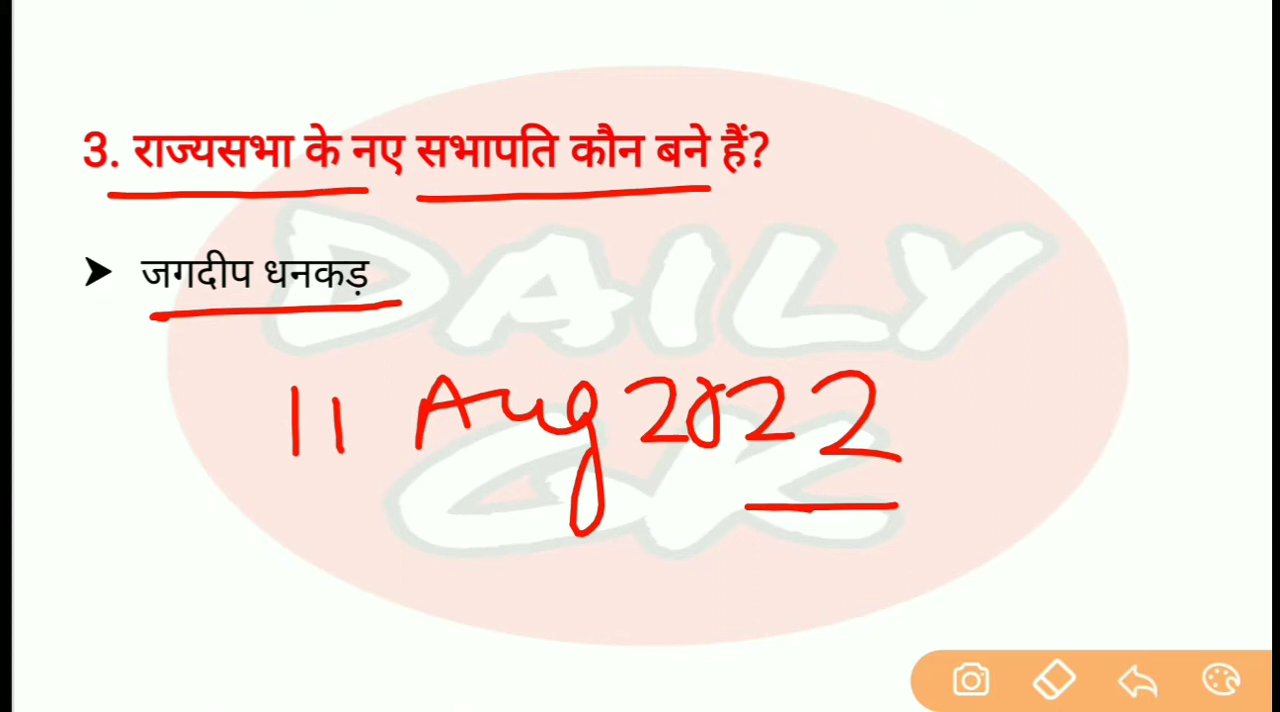 3. राज्यसभा के नए सभापति कौन बने हैं?
➤ जगदीप धनकड़
11 Aug 2022
DAILY
GK